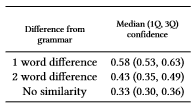 Difference from grammar
Median (1Q, 3Q) confidence
1 word difference 0.58 (0.53, 0.63)
2 word difference 0.43 (0.35, 0.49)
No similarity 0.33 (0.30, 0.36)